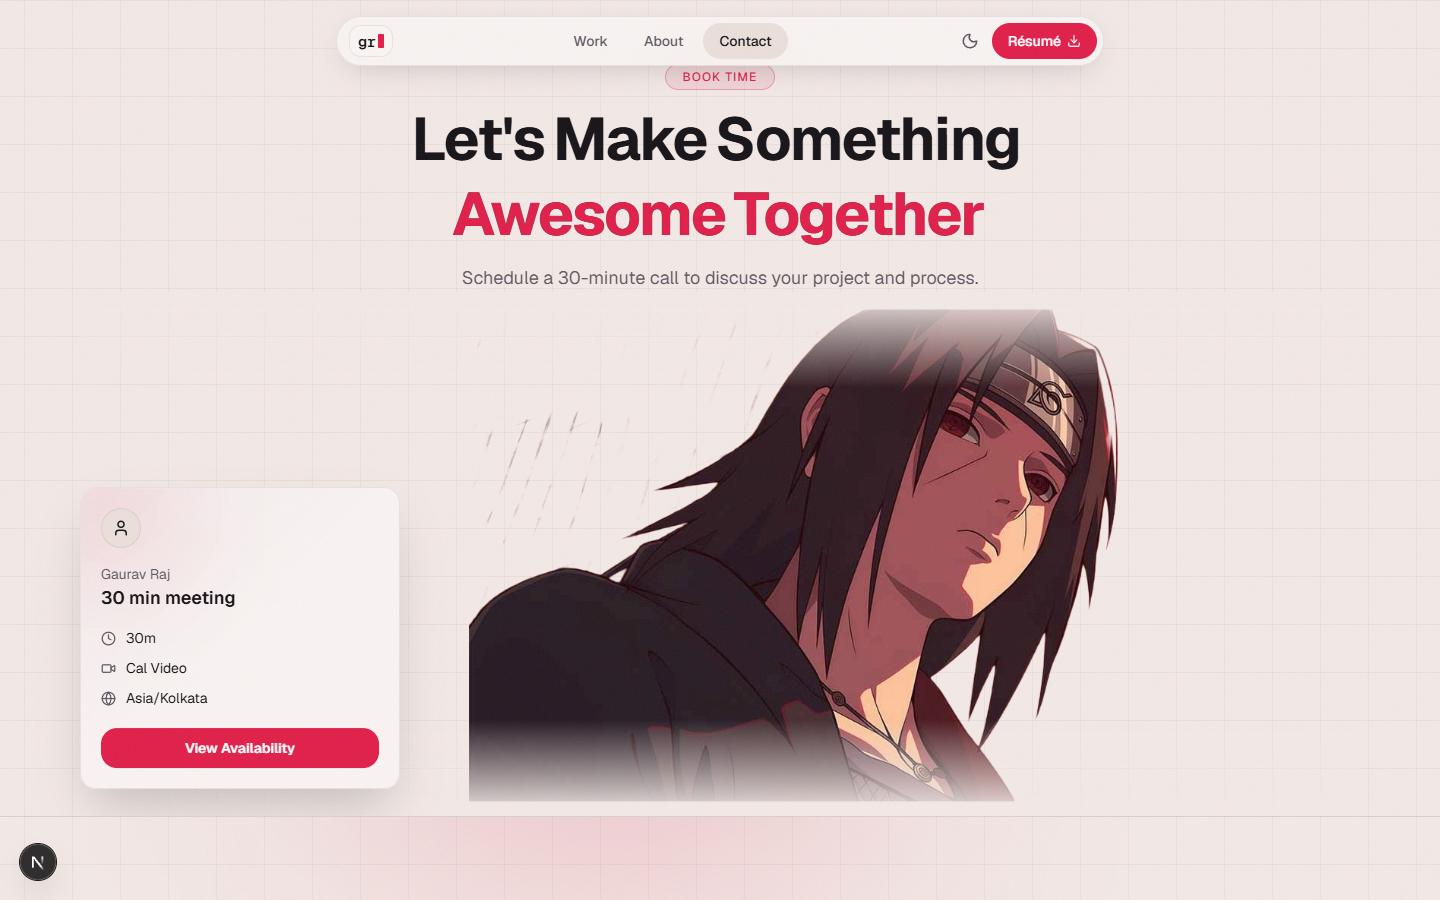 gr
Work
About
Contact
Résumé
BOOK TIME
Let's Make Something
Awesome Together
Schedule a 30-minute call to discuss your project and process.
Gaurav Raj
30 min meeting
30m
Cal Video
Asia/Kolkata
View Availability
N